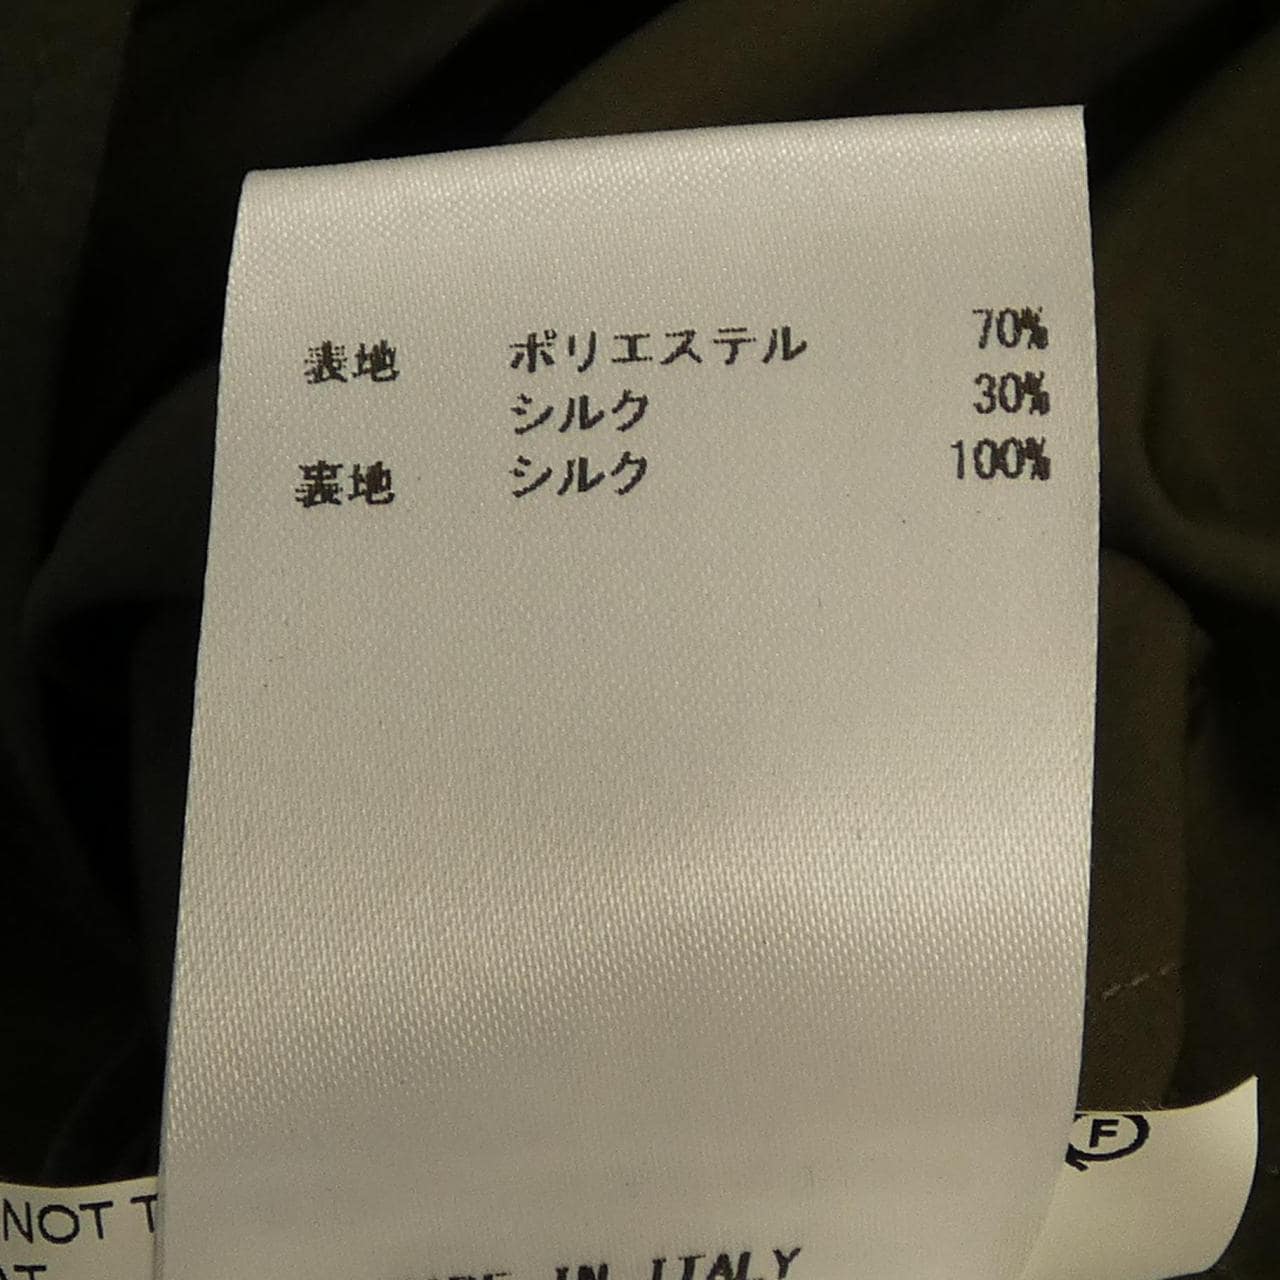 表地 ポリエステル 70%
シルク 30%
裏地 シルク 100%
F
NOT T
IN ITALY